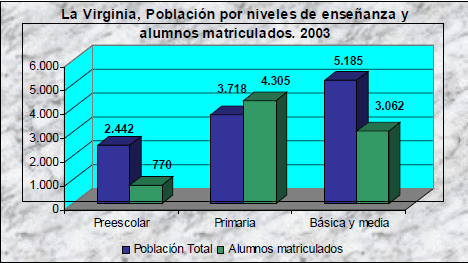 La Virginia, Población por niveles de enseñanza y
alumnos matriculados. 2003
6.000
5.000
4.000
3.000
2.000
1.000
0
2.442
770
3.718
4.305
5.185
3.062
Preescolar
Primaria
Básica y media
Población Total
Alumnos matriculados